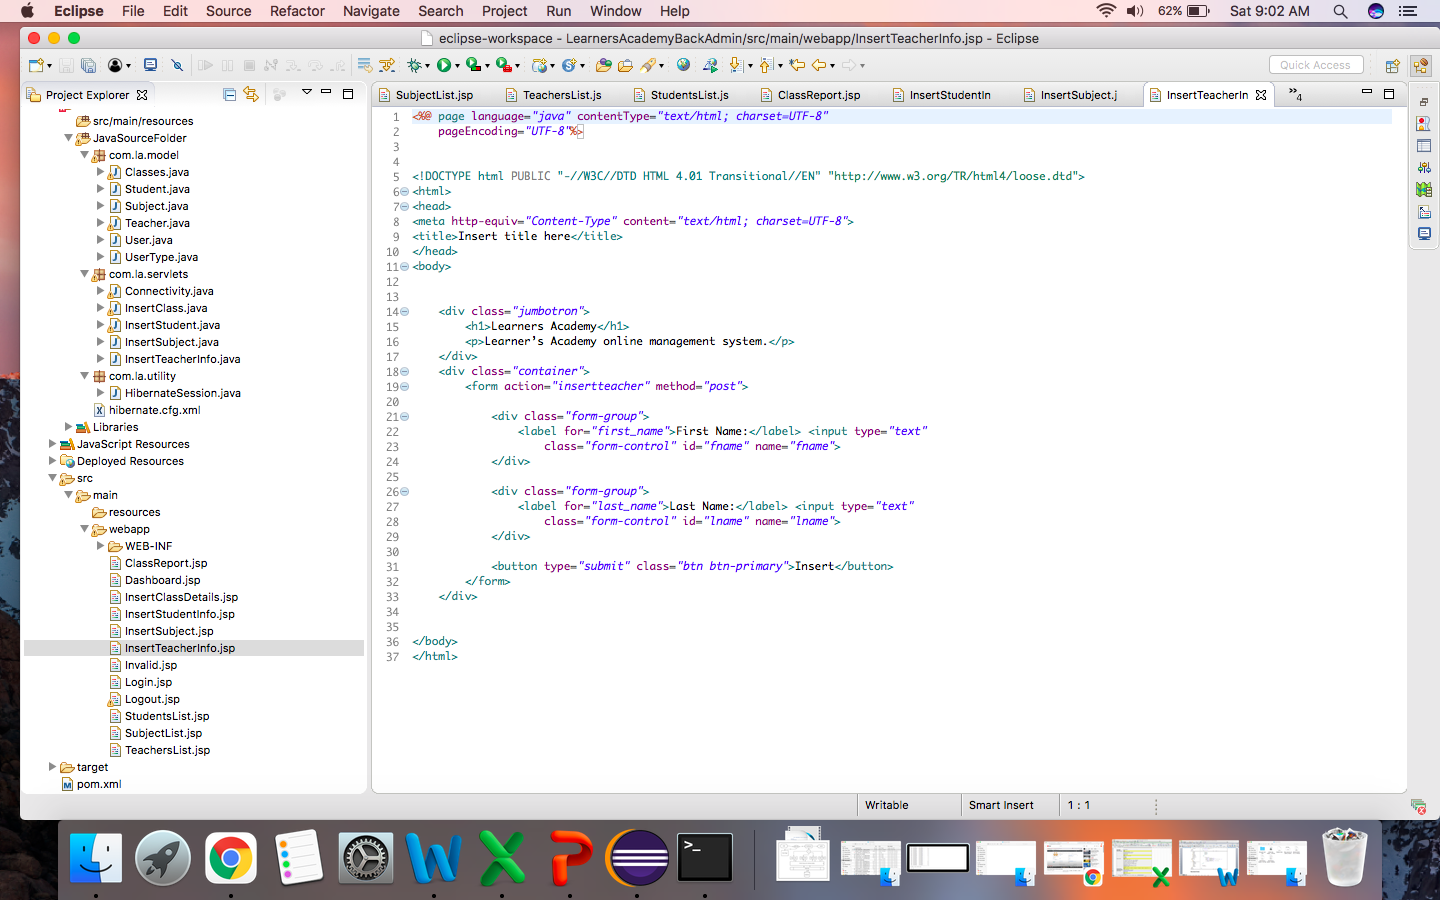 Eclipse File Edit Source Refactor Navigate Search Project Run Window Help 62% Sat 9:02 AM
eclipse-workspace - LearnersAcademyBackAdmin/src/main/webapp/InsertTeacherInfo.jsp - Eclipse
Quick Access
Project Explorer
SubjectList.jsp TeachersList.js StudentsList.js ClassReport.jsp InsertStudentIn InsertSubject.j InsertTeacherIn »4
src/main/resources
JavaSourceFolder
com.la.model
Classes.java
Student.java
Subject.java
Teacher.java
User.java
UserType.java
com.la.servlets
Connectivity.java
InsertClass.java
InsertStudent.java
InsertSubject.java
InsertTeacherInfo.java
com.la.utility
HibernateSession.java
hibernate.cfg.xml
Libraries
JavaScript Resources
Deployed Resources
src
main
resources
webapp
WEB-INF
ClassReport.jsp
Dashboard.jsp
InsertClassDetails.jsp
InsertStudentInfo.jsp
InsertSubject.jsp
InsertTeacherInfo.jsp
Invalid.jsp
Login.jsp
Logout.jsp
StudentsList.jsp
SubjectList.jsp
TeachersList.jsp
target
pom.xml
1 <%@ page language="java" contentType="text/html; charset=UTF-8"
2 pageEncoding="UTF-8"%>
3
4
5 <!DOCTYPE html PUBLIC "-//W3C//DTD HTML 4.01 Transitional//EN" "http://www.w3.org/TR/html4/loose.dtd">
6 <html>
7 <head>
8 <meta http-equiv="Content-Type" content="text/html; charset=UTF-8">
9 <title>Insert title here</title>
10 </head>
11 <body>
12
13
14 <div class="jumbotron">
15 <h1>Learners Academy</h1>
16 <p>Learner's Academy online management system.</p>
17 </div>
18 <div class="container">
19 <form action="insertteacher" method="post">
20
21 <div class="form-group">
22 <label for="first_name">First Name:</label> <input type="text"
23 class="form-control" id="fname" name="fname">
24 </div>
25
26 <div class="form-group">
27 <label for="last_name">Last Name:</label> <input type="text"
28 class="form-control" id="lname" name="lname">
29 </div>
30
31 <button type="submit" class="btn btn-primary">Insert</button>
32 </form>
33 </div>
34
35
36 </body>
37 </html>
Writable Smart Insert 1 : 1